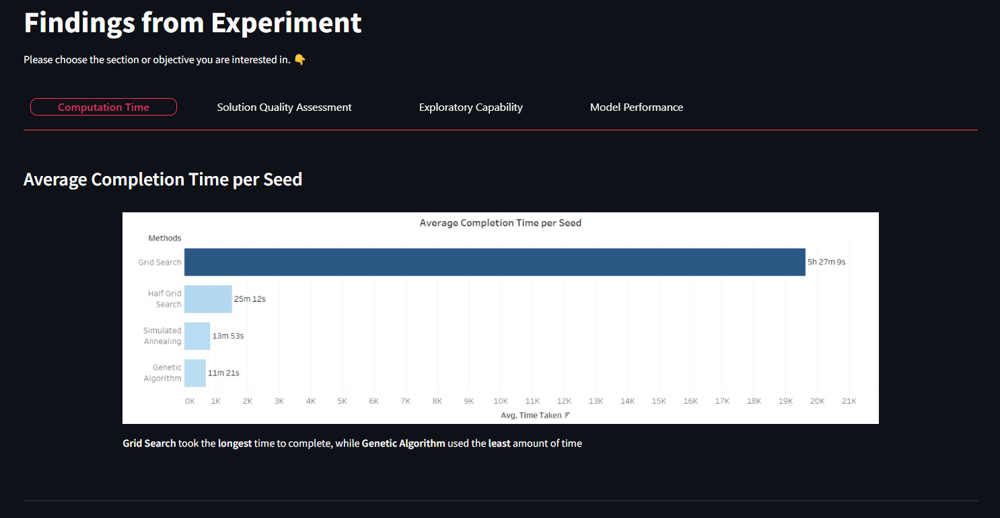 Findings from Experiment
Please choose the section or objective you are interested in. 👇
Computation Time
Solution Quality Assessment
Exploratory Capability
Model Performance
Average Completion Time per Seed
Average Completion Time per Seed
Methods
Grid Search
5h 27m 9s
Half Grid
Search
25m 12s
Simulated
Annealing
13m 53s
Genetic
Algorithm
11m 21s
0K 1K 2K 3K 4K 5K 6K 7K 8K 9K 10K 11K 12K 13K 14K 15K 16K 17K 18K 19K 20K 21K
Avg. Time Taken
Grid Search took the longest time to complete, while Genetic Algorithm used the least amount of time